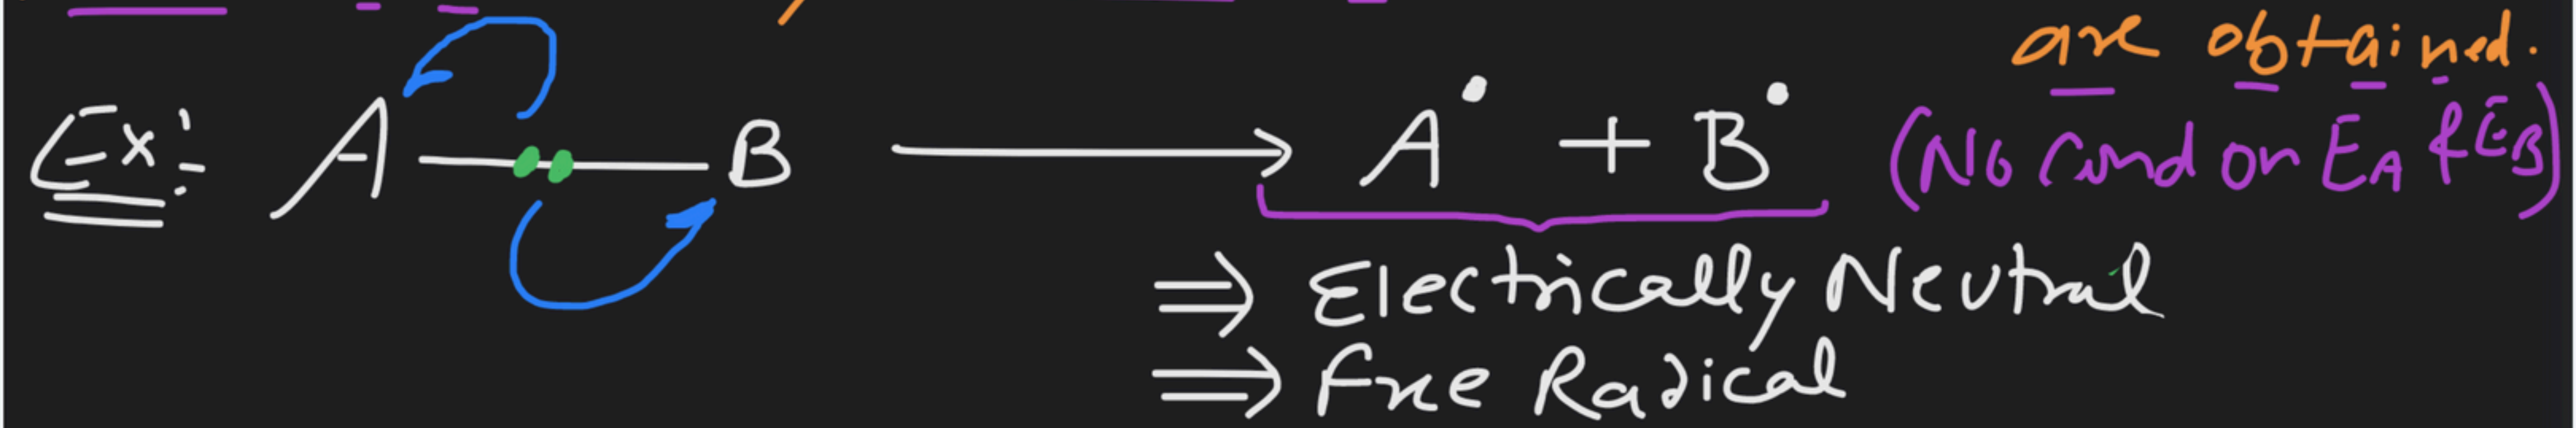 are obtained.
Ex:- A — B → A• + B• (No Cond on EA & EB)
⇒ Electrically Neutral
⇒ Free Radical